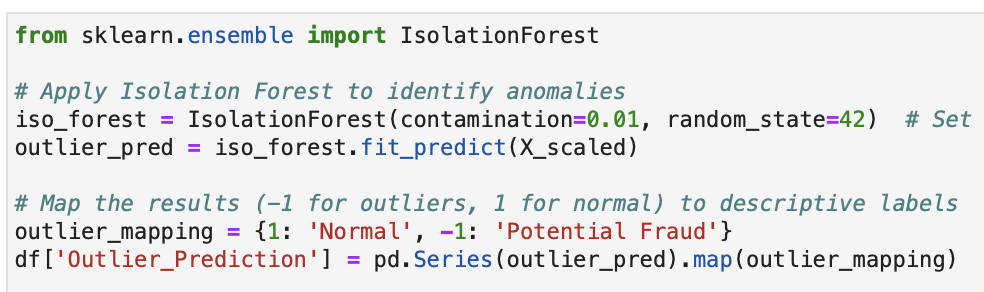 from sklearn.ensemble import IsolationForest
# Apply Isolation Forest to identify anomalies
iso_forest = IsolationForest(contamination=0.01, random_state=42)  # Set
outlier_pred = iso_forest.fit_predict(X_scaled)
# Map the results (-1 for outliers, 1 for normal) to descriptive labels
outlier_mapping = {1: 'Normal', -1: 'Potential Fraud'}
df['Outlier_Prediction'] = pd.Series(outlier_pred).map(outlier_mapping)